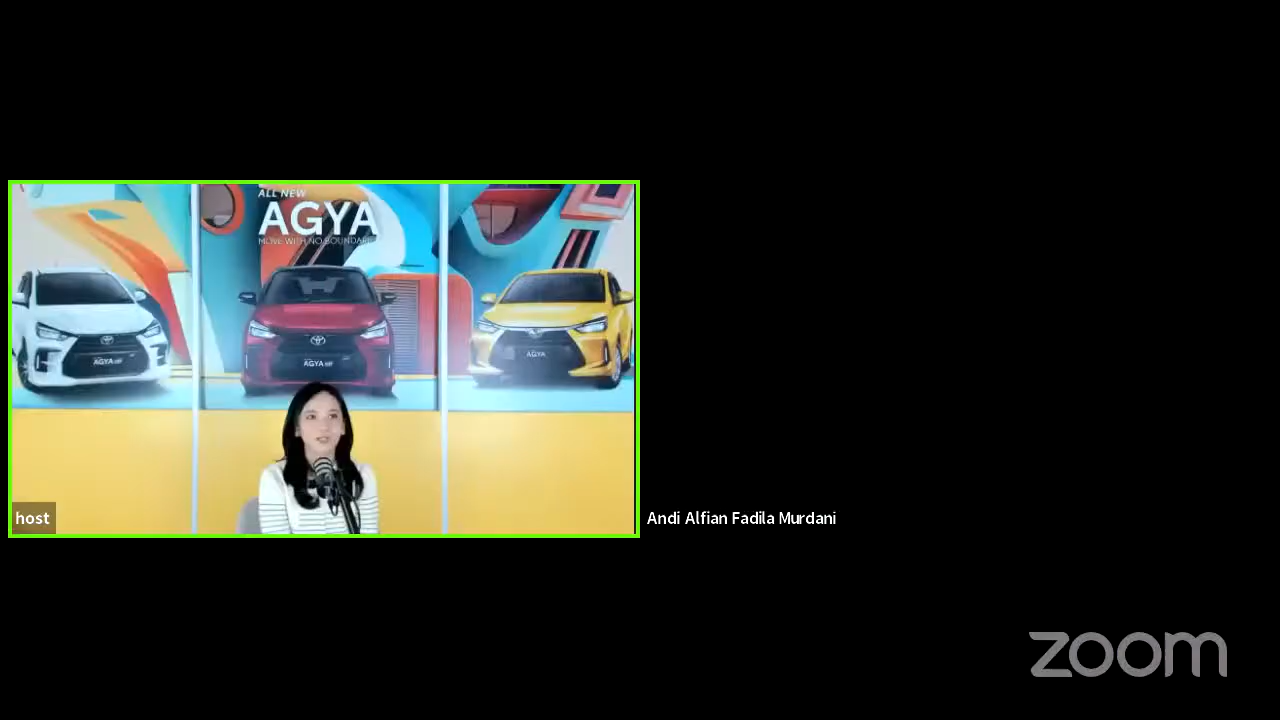 ALL NEW
AGYA
MOVE WITH NO BOUNDARIES
AGYA
AGYA
AGYA
host
Andi Alfian Fadila Murdani
zoom